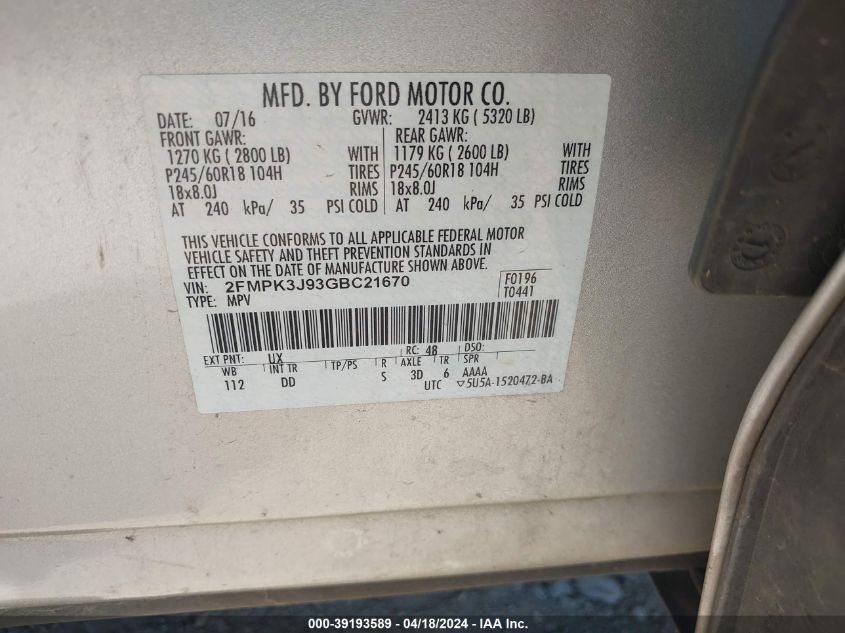 MFD. BY FORD MOTOR CO.
DATE: 07/16 GVWR: 2413 KG ( 5320 LB)
FRONT GAWR: REAR GAWR:
1270 KG ( 2800 LB) WITH 1179 KG ( 2600 LB) WITH
P245/60R18 104H TIRES P245/60R18 104H TIRES
18x8.0J RIMS 18x8.0J RIMS
AT 240 kPa/ 35 PSI COLD AT 240 kPa/ 35 PSI COLD
THIS VEHICLE CONFORMS TO ALL APPLICABLE FEDERAL MOTOR
VEHICLE SAFETY AND THEFT PREVENTION STANDARDS IN
EFFECT ON THE DATE OF MANUFACTURE SHOWN ABOVE.
VIN: 2FMPK3J93GBC21670 F0196
TYPE: MPV T0441
EXT PNT: UX RC: 48 DSO:
WB INT TR TP/PS R AXLE TR SPR
112 DD S 3D 6 AAAA
UTC ▽5U5A-1520472-BA
000-39193589 - 04/18/2024 - IAA Inc.